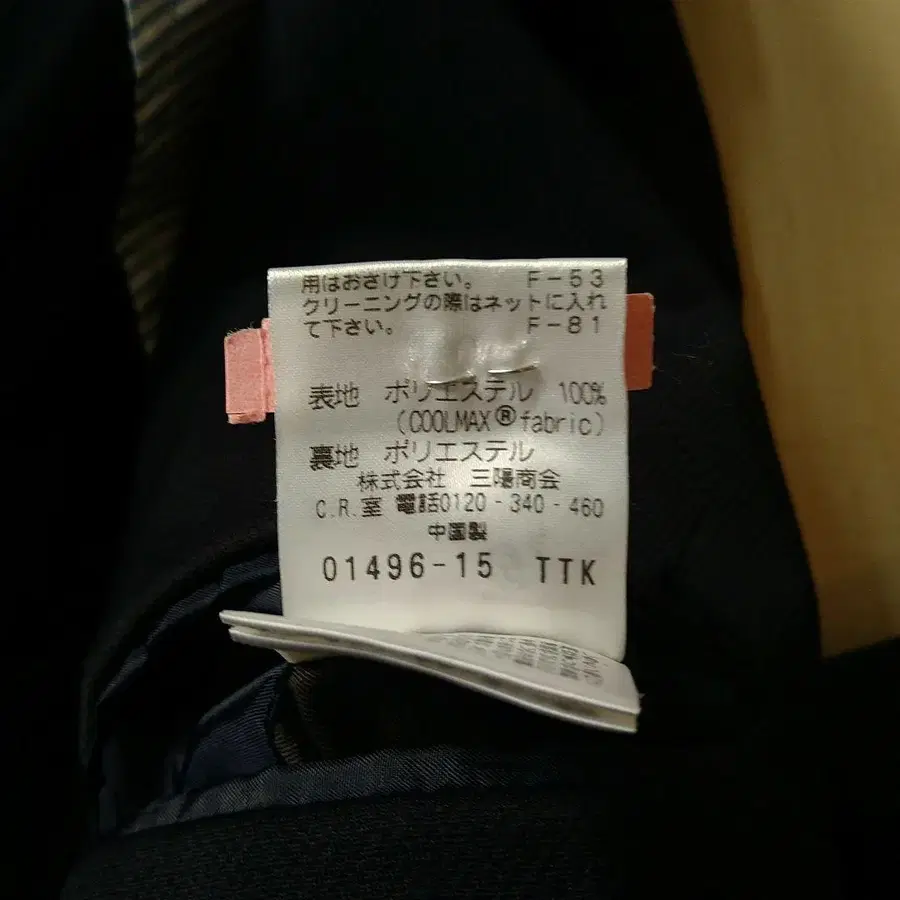 用はおさけ下さい。 F-53
クリーニングの際はネットに入れ
て下さい。 F-81
表地 ポリエステル 100%
(COOLMAX®fabric)
裏地 ポリエステル
株式会社 三陽商会
C.R.室 電話0120-340-460
中国製
01496-15 TTK